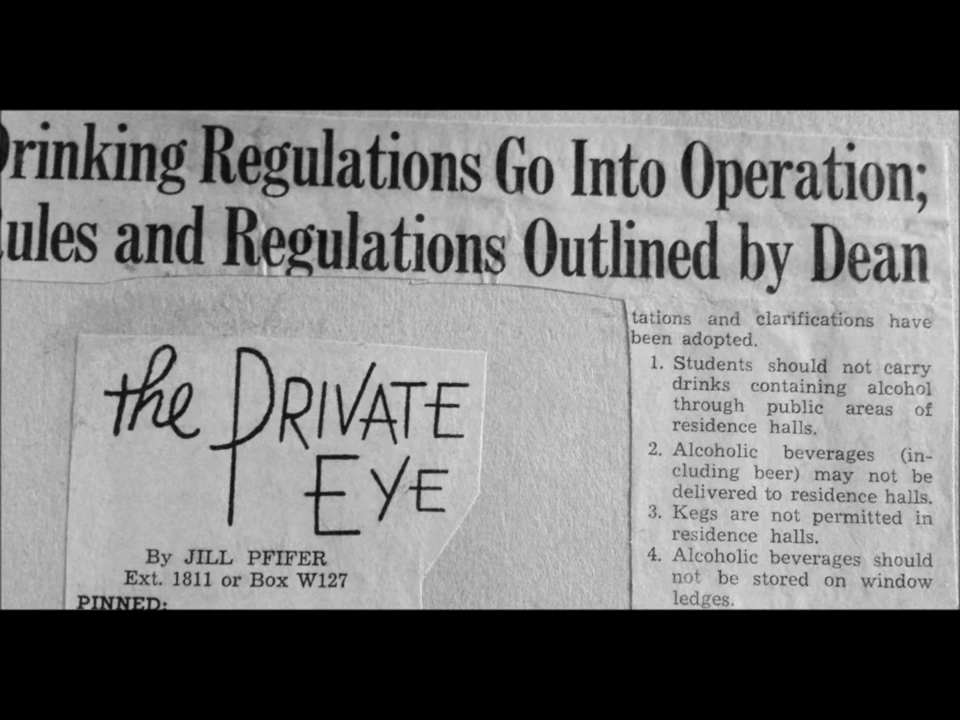 Drinking Regulations Go Into Operation;
Rules and Regulations Outlined by Dean
the PRIVATE
EYE
By JILL PFIFER
Ext. 1811 or Box W127
PINNED:
tations and clarifications have
been adopted.
1. Students should not carry
drinks containing alcohol
through public areas of
residence halls.
2. Alcoholic beverages (in-
cluding beer) may not be
delivered to residence halls.
3. Kegs are not permitted in
residence halls.
4. Alcoholic beverages should
not be stored on window
ledges.